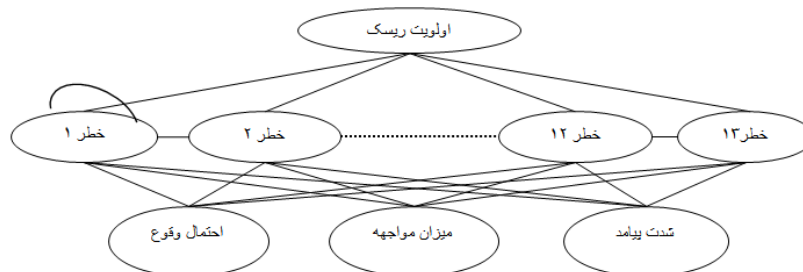 اولویت ریسک
خطر ۱
خطر ۲
خطر ۱۲
خطر۱۳
احتمال وقوع
میزان مواجهه
شدت پیامد